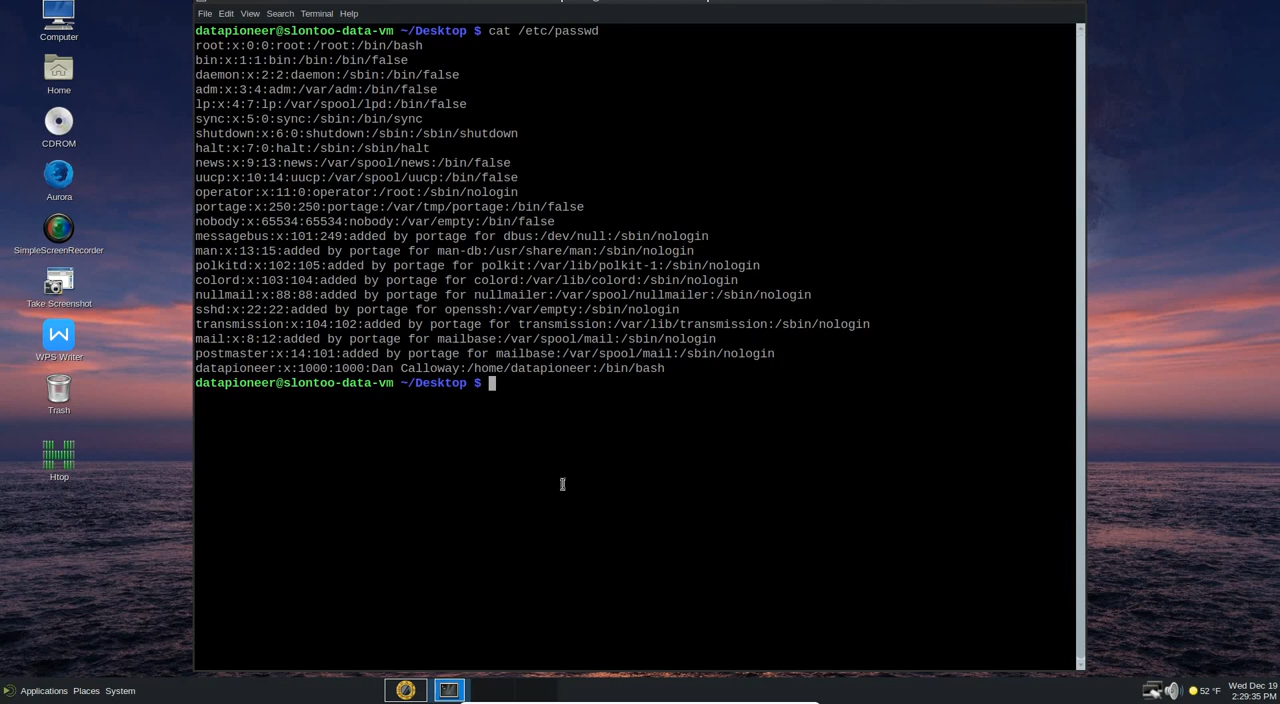 File Edit View Search Terminal Help
datapioneer@slontoo-data-vm ~/Desktop $ cat /etc/passwd
root:x:0:0:root:/root:/bin/bash
bin:x:1:1:bin:/bin:/bin/false
daemon:x:2:2:daemon:/sbin:/bin/false
adm:x:3:4:adm:/var/adm:/bin/false
lp:x:4:7:lp:/var/spool/lpd:/bin/false
sync:x:5:0:sync:/sbin:/bin/sync
shutdown:x:6:0:shutdown:/sbin:/sbin/shutdown
halt:x:7:0:halt:/sbin:/sbin/halt
news:x:9:13:news:/var/spool/news:/bin/false
uucp:x:10:14:uucp:/var/spool/uucp:/bin/false
operator:x:11:0:operator:/root:/sbin/nologin
portage:x:250:250:portage:/var/tmp/portage:/bin/false
nobody:x:65534:65534:nobody:/var/empty:/bin/false
messagebus:x:101:249:added by portage for dbus:/dev/null:/sbin/nologin
man:x:13:15:added by portage for man-db:/usr/share/man:/sbin/nologin
polkitd:x:102:105:added by portage for polkit:/var/lib/polkit-1:/sbin/nologin
colord:x:103:104:added by portage for colord:/var/lib/colord:/sbin/nologin
nullmail:x:88:88:added by portage for nullmailer:/var/spool/nullmailer:/sbin/nologin
sshd:x:22:22:added by portage for openssh:/var/empty:/sbin/nologin
transmission:x:104:102:added by portage for transmission:/var/lib/transmission:/sbin/nologin
mail:x:8:12:added by portage for mailbase:/var/spool/mail:/sbin/nologin
postmaster:x:14:101:added by portage for mailbase:/var/spool/mail:/sbin/nologin
datapioneer:x:1000:1000:Dan Calloway:/home/datapioneer:/bin/bash
datapioneer@slontoo-data-vm ~/Desktop $
Computer
Home
CDROM
Aurora
SimpleScreenRecorder
Take Screenshot
WPS Writer
Trash
Htop
Applications Places System
52 °F
Wed Dec 19
2:29:35 PM